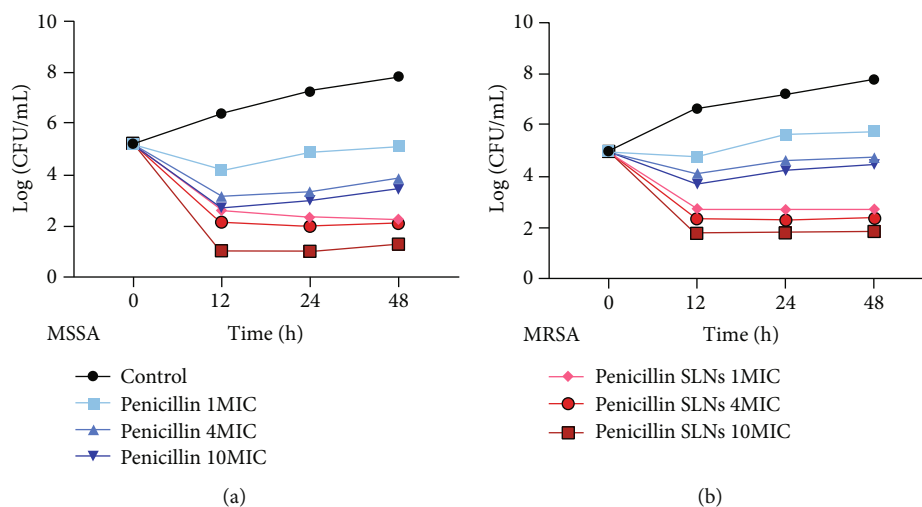 10
8
6
4
2
0
Log (CFU/mL)
0 12 24 48
MSSA Time (h)
Control
Penicillin 1MIC
Penicillin 4MIC
Penicillin 10MIC
(a)
10
8
6
4
2
0
Log (CFU/mL)
0 12 24 48
MRSA Time (h)
Penicillin SLNs 1MIC
Penicillin SLNs 4MIC
Penicillin SLNs 10MIC
(b)